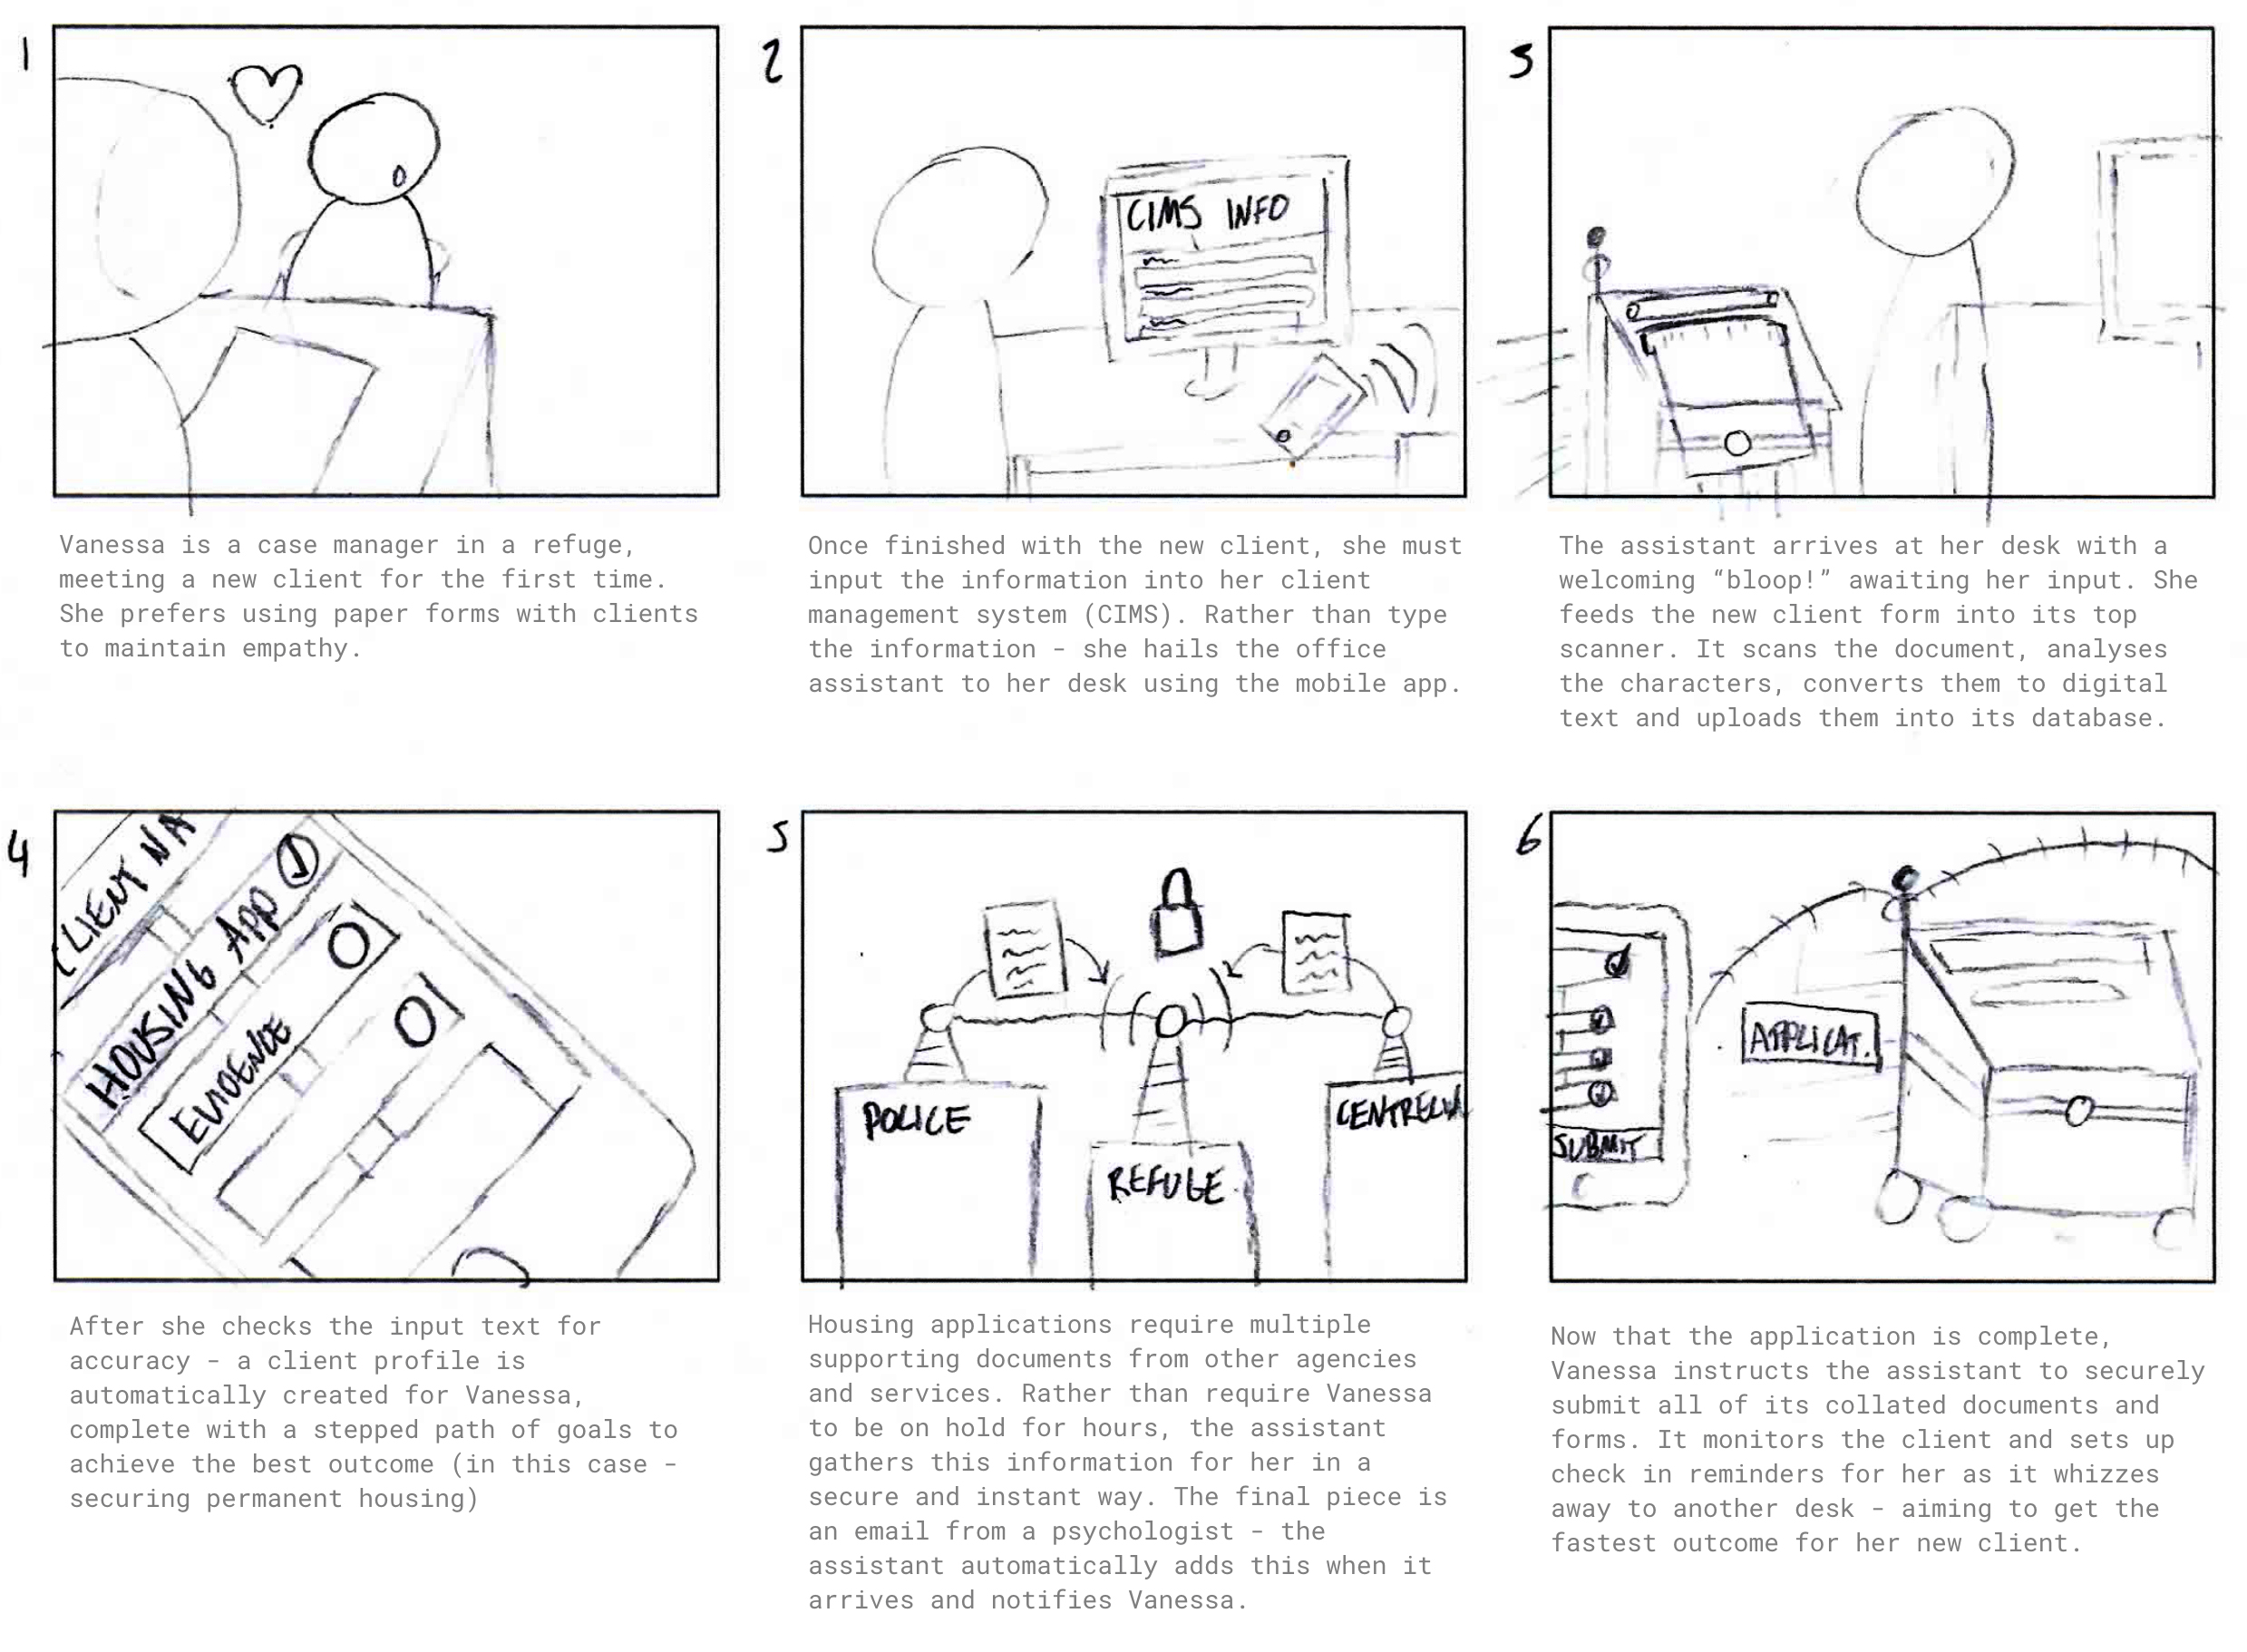 1
Vanessa is a case manager in a refuge,
meeting a new client for the first time.
She prefers using paper forms with clients
to maintain empathy.
2
CIMS INFO
Once finished with the new client, she must
input the information into her client
management system (CIMS). Rather than type
the information - she hails the office
assistant to her desk using the mobile app.
3
The assistant arrives at her desk with a
welcoming “bloop!” awaiting her input. She
feeds the new client form into its top
scanner. It scans the document, analyses
the characters, converts them to digital
text and uploads them into its database.
4
CLIENT NA
HOUSING APP
EVIDENCE
After she checks the input text for
accuracy - a client profile is
automatically created for Vanessa,
complete with a stepped path of goals to
achieve the best outcome (in this case -
securing permanent housing)
5
POLICE
REFUGE
CENTRELIN
Housing applications require multiple
supporting documents from other agencies
and services. Rather than require Vanessa
to be on hold for hours, the assistant
gathers this information for her in a
secure and instant way. The final piece is
an email from a psychologist - the
assistant automatically adds this when it
arrives and notifies Vanessa.
6
APPLICAT.
SUBMIT
Now that the application is complete,
Vanessa instructs the assistant to securely
submit all of its collated documents and
forms. It monitors the client and sets up
check in reminders for her as it whizzes
away to another desk - aiming to get the
fastest outcome for her new client.